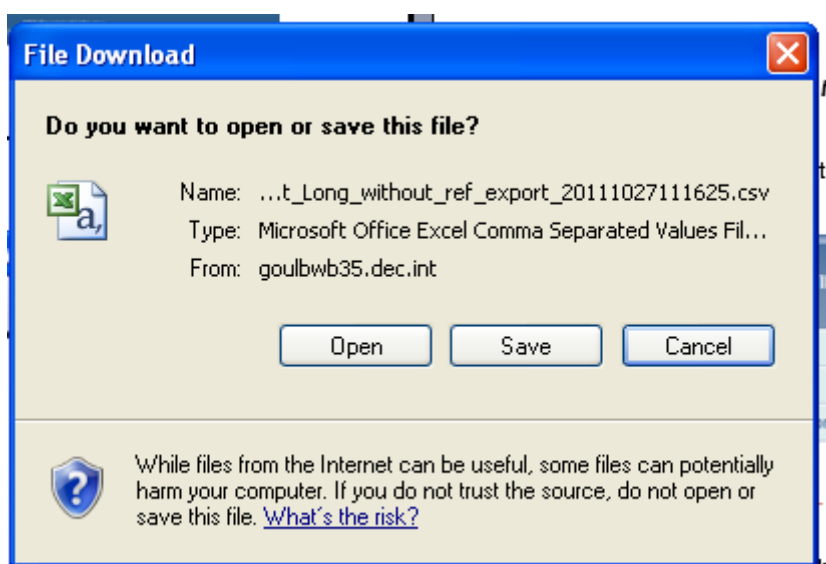 File Download
Do you want to open or save this file?
Name: ...t_Long_without_ref_export_20111027111625.csv
Type: Microsoft Office Excel Comma Separated Values Fil...
From: goulbwb35.dec.int
Open Save Cancel
While files from the Internet can be useful, some files can potentially
harm your computer. If you do not trust the source, do not open or
save this file. What's the risk?